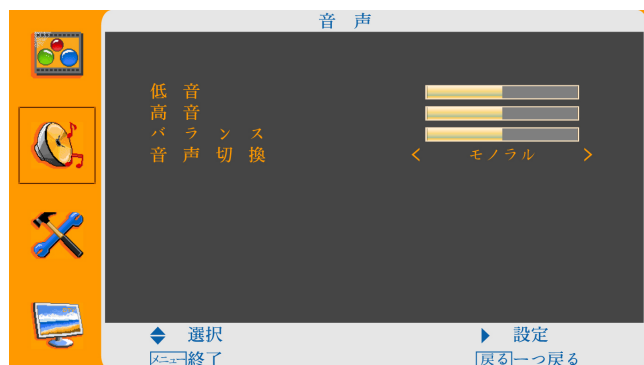 音声
低音
高音
バランス
音声切換 < モノラル >
選択 設定
メニュー終了 戻る一つ戻る